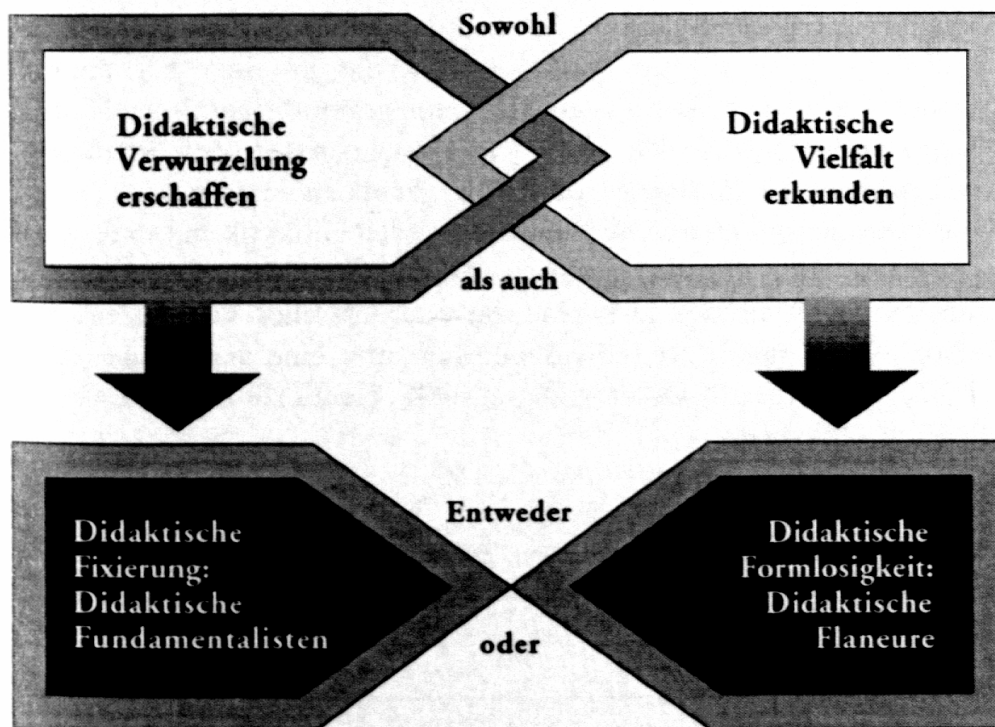 Sowohl
Didaktische
Verwurzelung
erschaffen
Didaktische
Vielfalt
erkunden
als auch
Entweder
Didaktische
Fixierung:
Didaktische
Fundamentalisten
Didaktische
Formlosigkeit:
Didaktische
Flaneure
oder